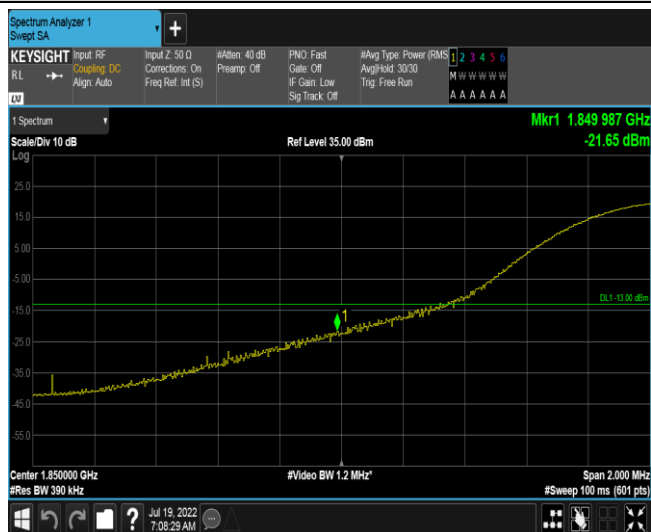 Spectrum Analyzer 1
Swept SA
KEYSIGHT
RL
Input: RF
Coupling: DC
Align: Auto
Input Z: 50 Ω
Corrections: On
Freq Ref: Int (S)
#Atten: 40 dB
Preamp: Off
PNO: Fast
Gate: Off
IF Gain: Low
Sig Track: Off
#Avg Type: Power (RMS
Avg|Hold: 30/30
Trig: Free Run
1 2 3 4 5 6
M W W W W W
A A A A A A
LXI
1 Spectrum
Scale/Div 10 dB
Ref Level 35.00 dBm
Mkr1 1.849 987 GHz
-21.65 dBm
Log
25.0
15.0
5.00
-5.00
DL1 -13.00 dBm
-15.0
1
-25.0
-35.0
-45.0
-55.0
Center 1.850000 GHz
#Video BW 1.2 MHz*
Span 2.000 MHz
#Res BW 390 kHz
#Sweep 100 ms (601 pts)
?
Jul 19, 2022
7:08:29 AM